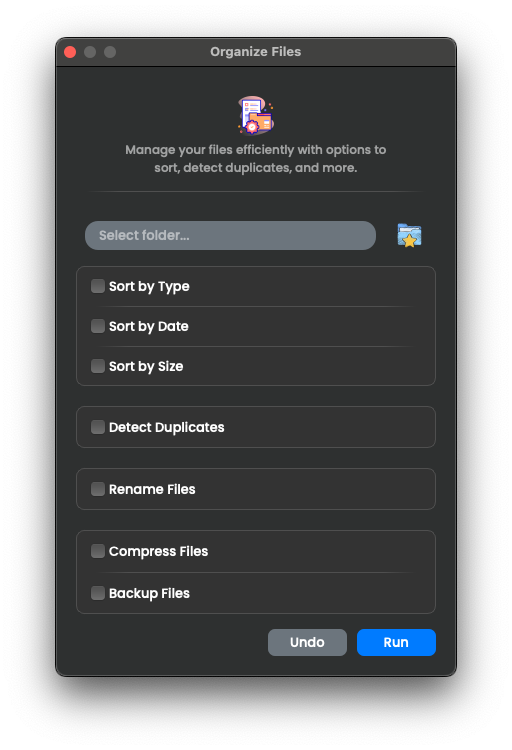 Organize Files
Manage your files efficiently with options to
sort, detect duplicates, and more.
Select folder...
Sort by Type
Sort by Date
Sort by Size
Detect Duplicates
Rename Files
Compress Files
Backup Files
Undo
Run